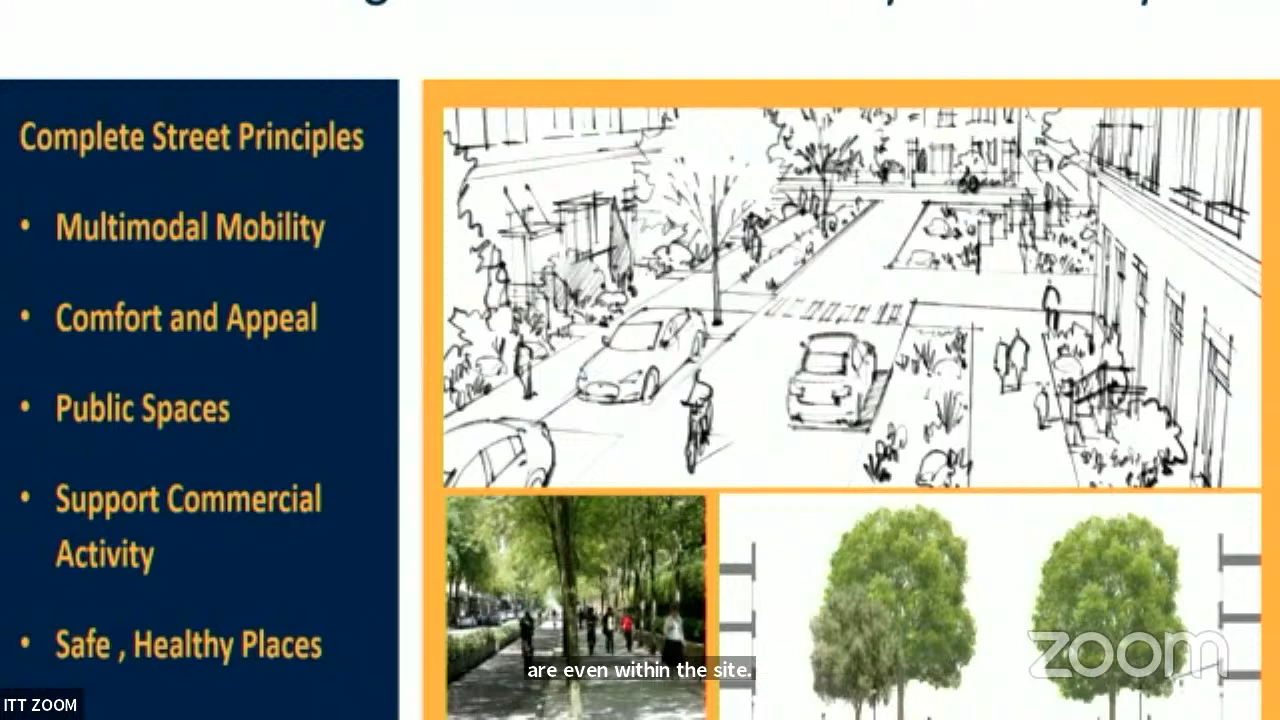 Complete Street Principles
• Multimodal Mobility
• Comfort and Appeal
• Public Spaces
• Support Commercial
Activity
• Safe , Healthy Places
are even within the site.
zoom
ITT ZOOM